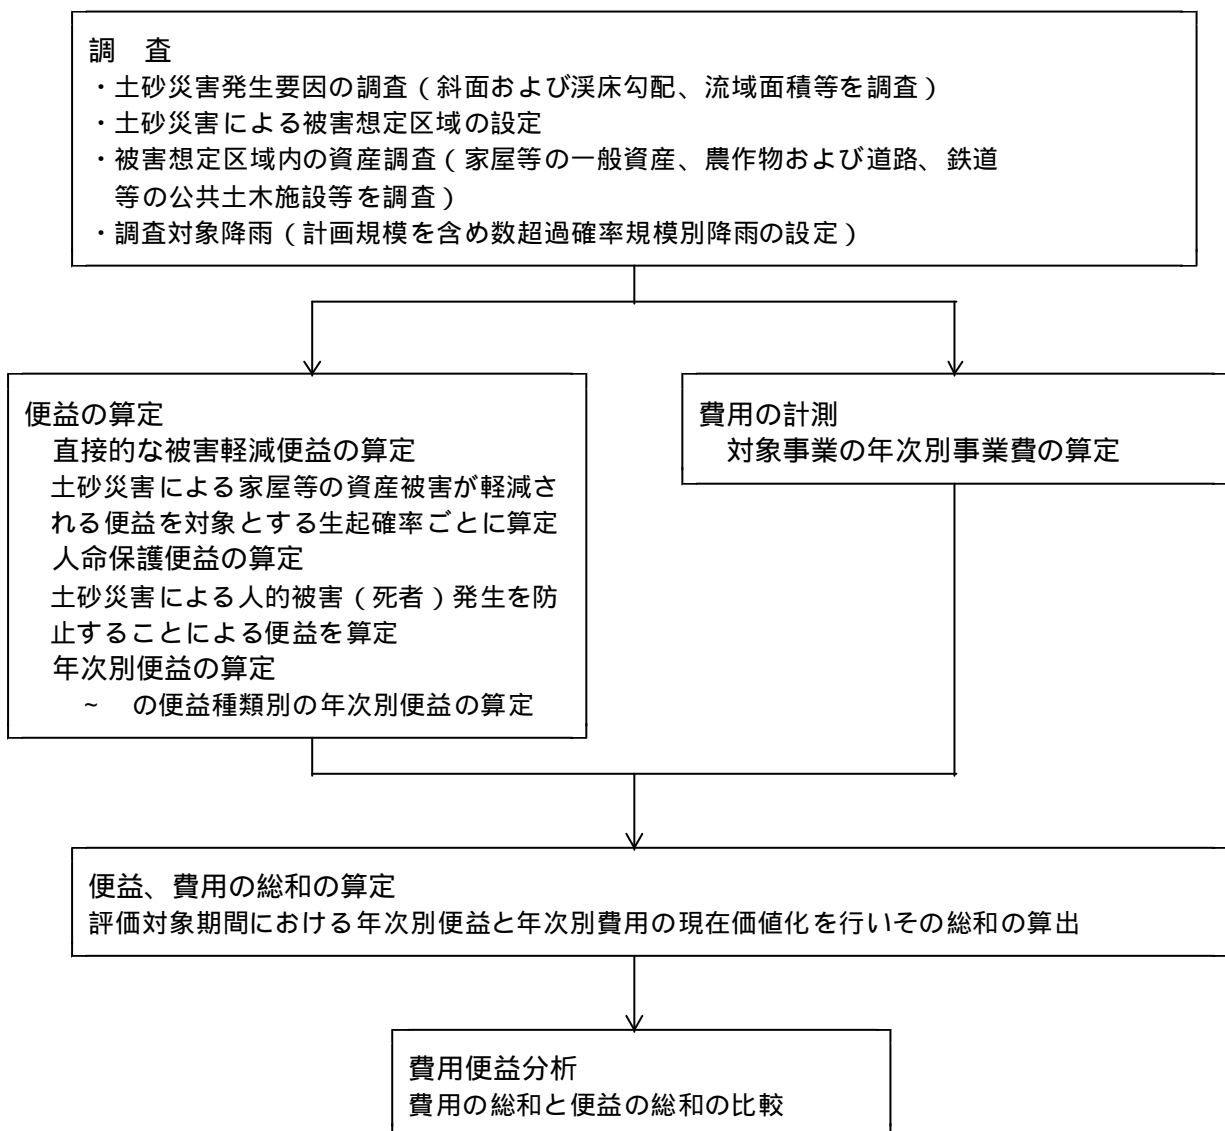 調　査
・土砂災害発生要因の調査（斜面および渓床勾配、流域面積等を調査）
・土砂災害による被害想定区域の設定
・被害想定区域内の資産調査（家屋等の一般資産、農作物および道路、鉄道
等の公共土木施設等を調査）
・調査対象降雨（計画規模を含め数超過確率規模別降雨の設定）
便益の算定
直接的な被害軽減便益の算定
土砂災害による家屋等の資産被害が軽減さ
れる便益を対象とする生起確率ごとに算定
人命保護便益の算定
土砂災害による人的被害（死者）発生を防
止することによる便益を算定
年次別便益の算定
~　の便益種類別の年次別便益の算定
費用の計測
対象事業の年次別事業費の算定
便益、費用の総和の算定
評価対象期間における年次別便益と年次別費用の現在価値化を行いその総和の算出
費用便益分析
費用の総和と便益の総和の比較